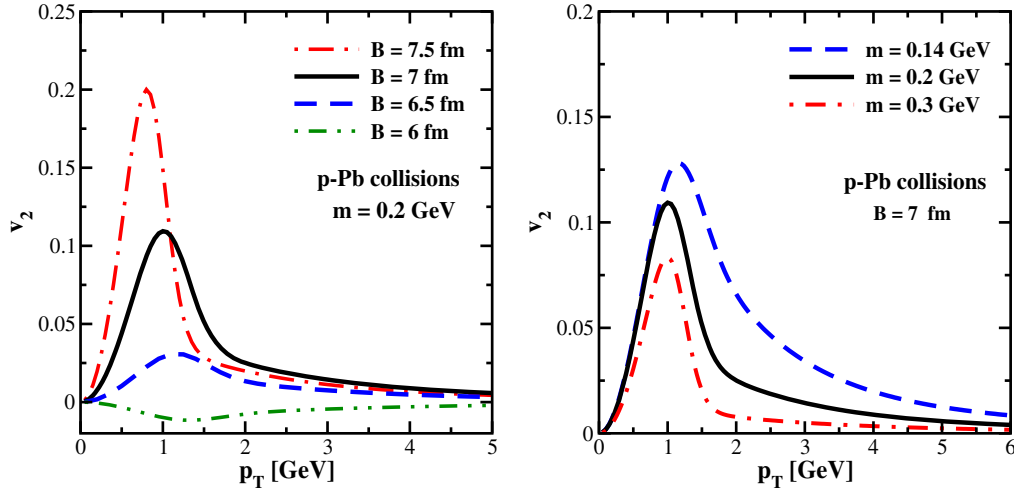 0.25
0.2
0.15
0.1
0.05
0
v2
0
1
2
3
4
5
pT [GeV]
B = 7.5 fm
B = 7 fm
B = 6.5 fm
B = 6 fm
p-Pb collisions
m = 0.2 GeV
0.2
0.15
0.1
0.05
0
v2
0
1
2
3
4
5
6
pT [GeV]
m = 0.14 GeV
m = 0.2 GeV
m = 0.3 GeV
p-Pb collisions
B = 7 fm